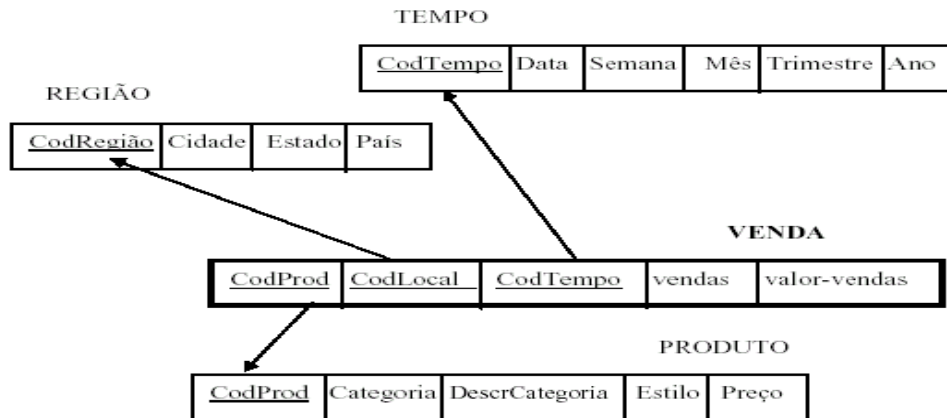 TEMPO
CodTempo Data Semana Mês Trimestre Ano
REGIÃO
CodRegião Cidade Estado País
VENDA
CodProd CodLocal CodTempo vendas valor-vendas
PRODUTO
CodProd Categoria DescrCategoria Estilo Preço